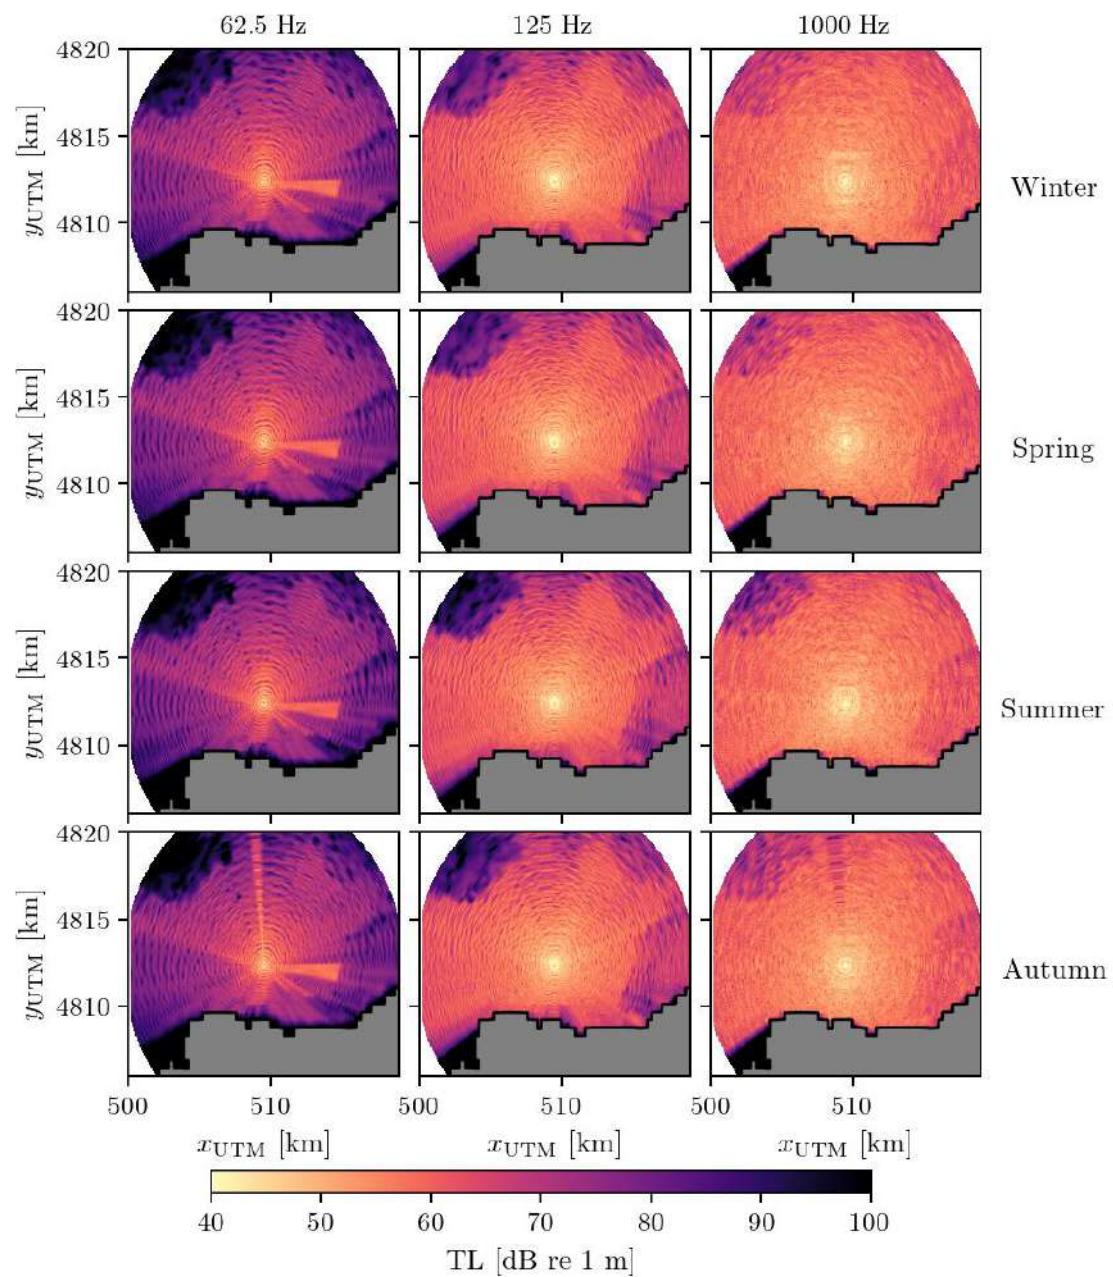 62.5 Hz 125 Hz 1000 Hz
4820
4815
4810
yUTM [km]
Winter
4820
4815
4810
yUTM [km]
Spring
4820
4815
4810
yUTM [km]
Summer
4820
4815
4810
yUTM [km]
Autumn
500 510 500 510 500 510
xUTM [km] xUTM [km] xUTM [km]
40 50 60 70 80 90 100
TL [dB re 1 m]